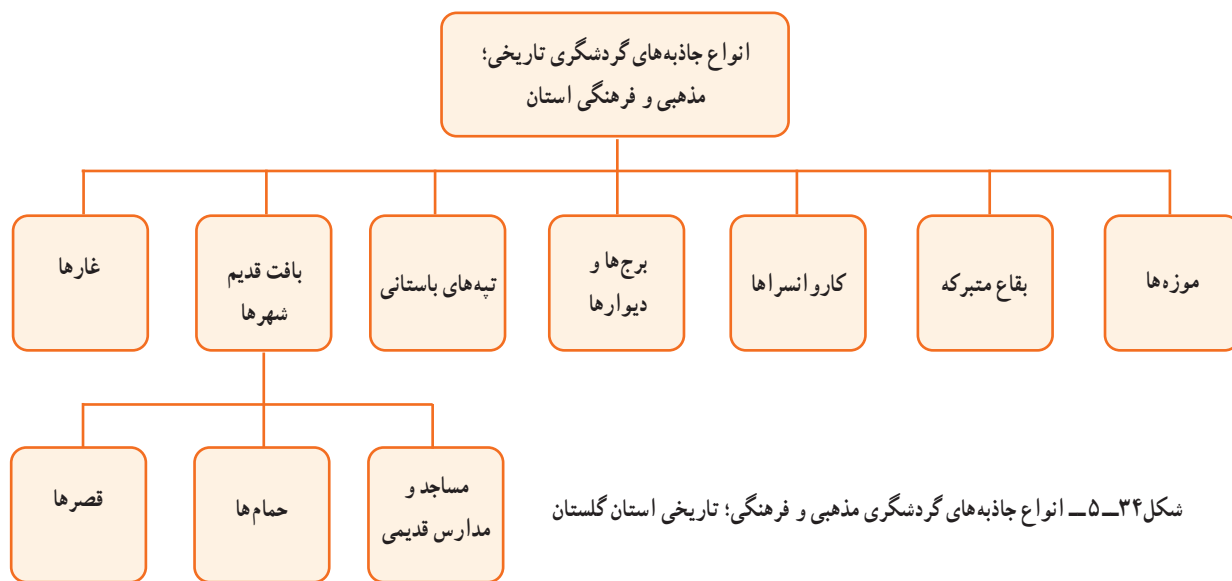 انواع جاذبه‌های گردشگری تاریخی؛
مذهبی و فرهنگی استان
موزه‌ها
بقاع متبرکه
کاروانسراها
برج‌ها و
دیوارها
تپه‌های باستانی
بافت قدیم
شهرها
غارها
مساجد و
مدارس قدیمی
حمام‌ها
قصرها
شکل۳۴ــ۵ــ انواع جاذبه‌های گردشگری مذهبی و فرهنگی؛ تاریخی استان گلستان